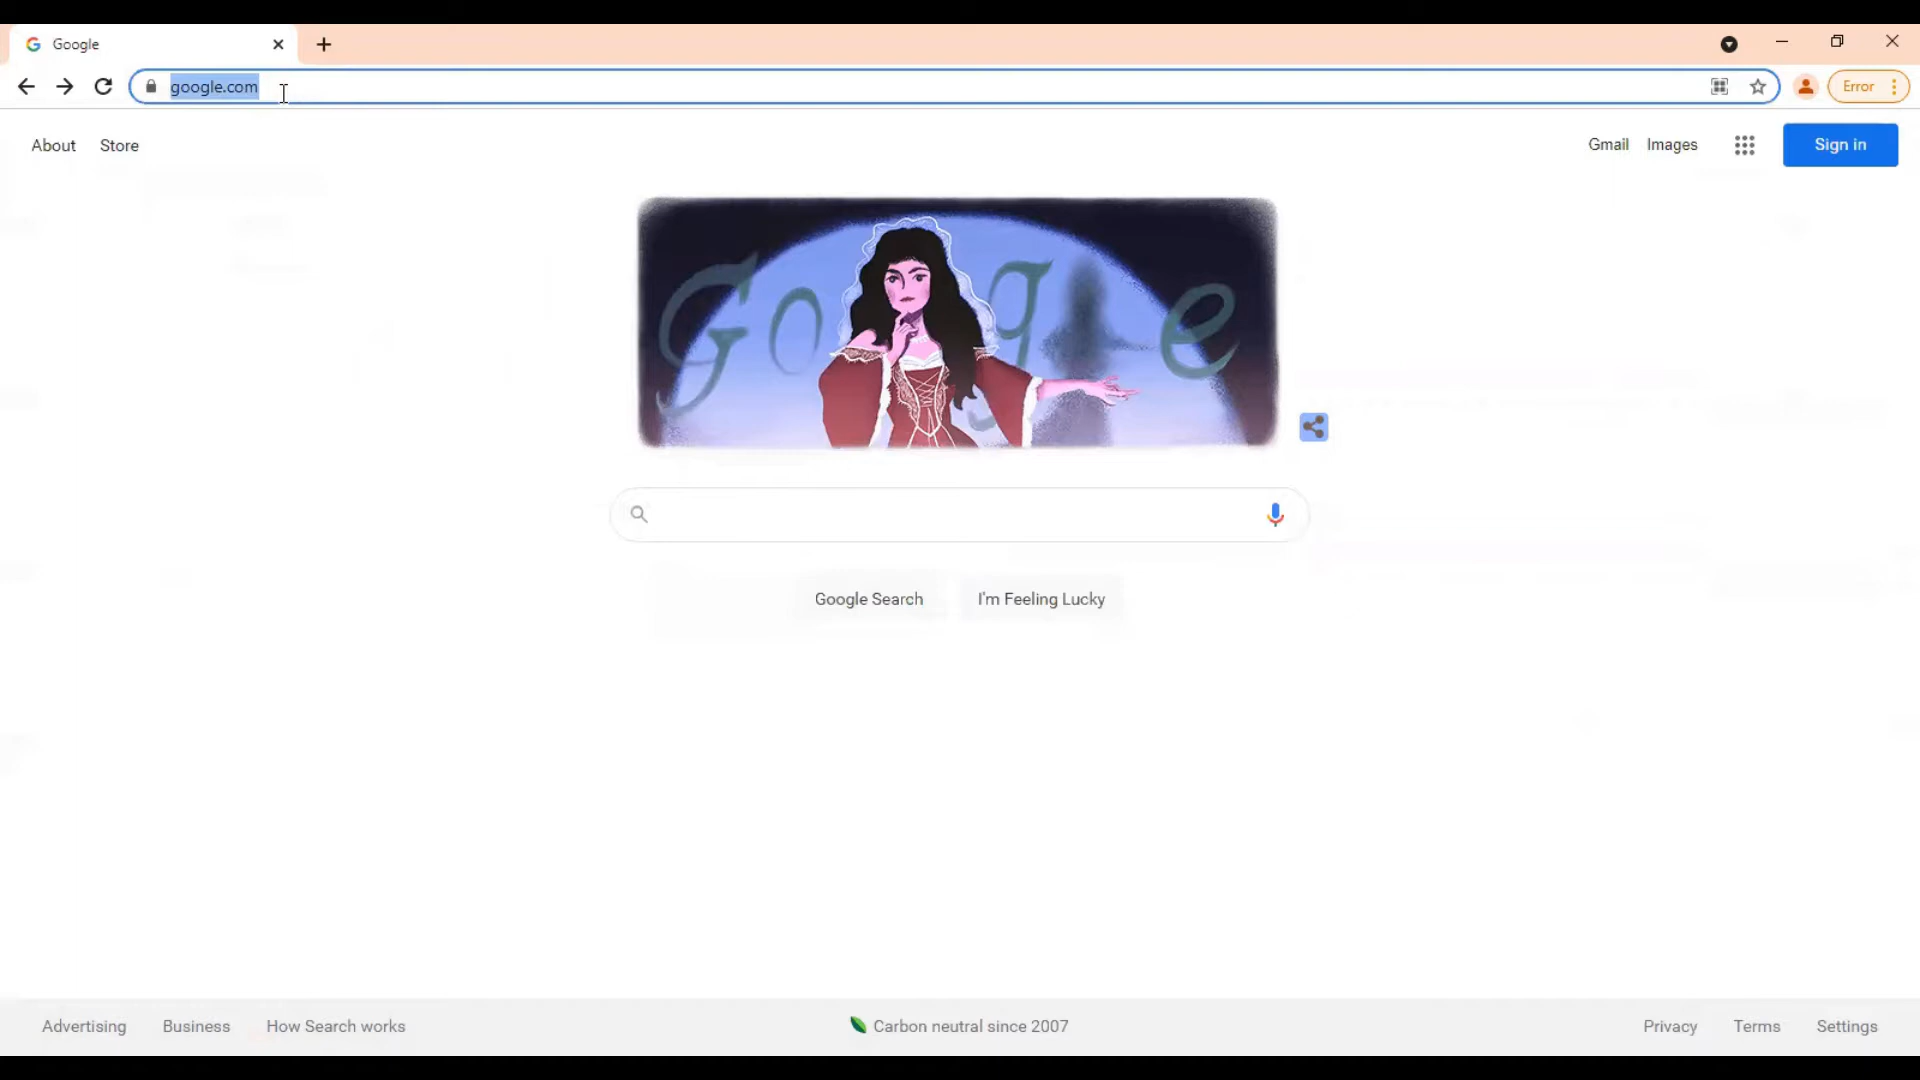 Google
google.com
Error
About Store
Gmail Images Sign in
Google Search I'm Feeling Lucky
Advertising Business How Search works
Carbon neutral since 2007
Privacy Terms Settings